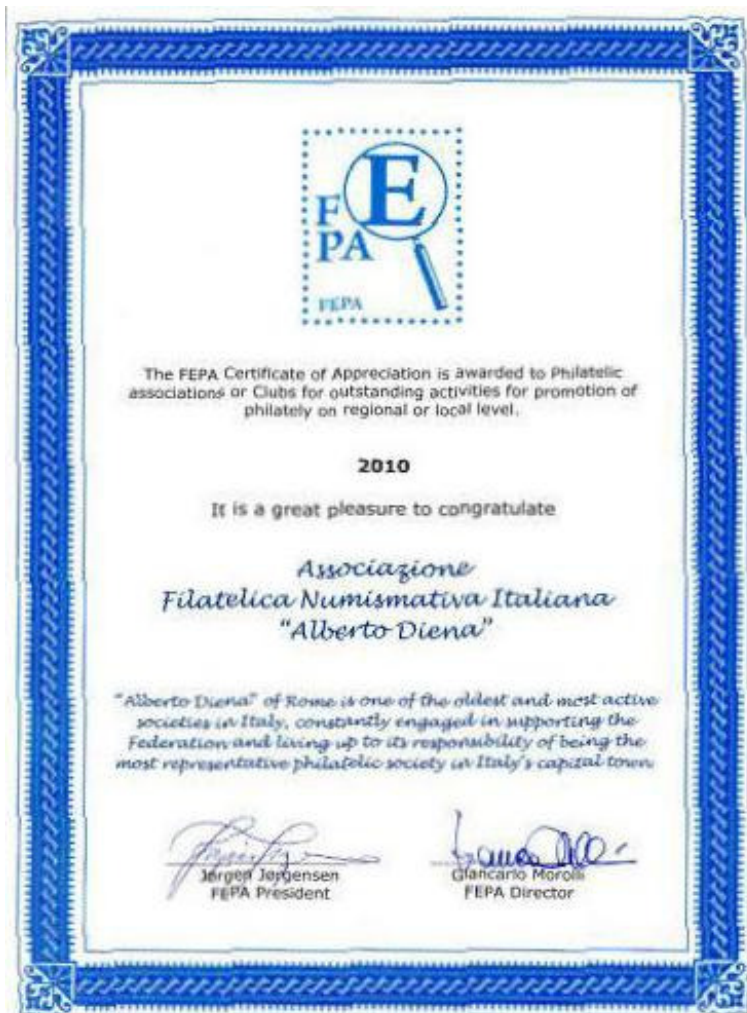 F E
PA
FEPA
The FEPA Certificate of Appreciation is awarded to Philatelic
associations or Clubs for outstanding activities for promotion of
philately on regional or local level.
2010
It is a great pleasure to congratulate
Associazione
Filatelica Numismativa Italiana
"Alberto Diena"
"Alberto Diena" of Rome is one of the oldest and most active
societies in Italy, constantly engaged in supporting the
Federation and living up to its responsibility of being the
most representative philatelic society in Italy's capital town.
Jørgen Jørgensen
FEPA President
Giancarlo Morolli
FEPA Director